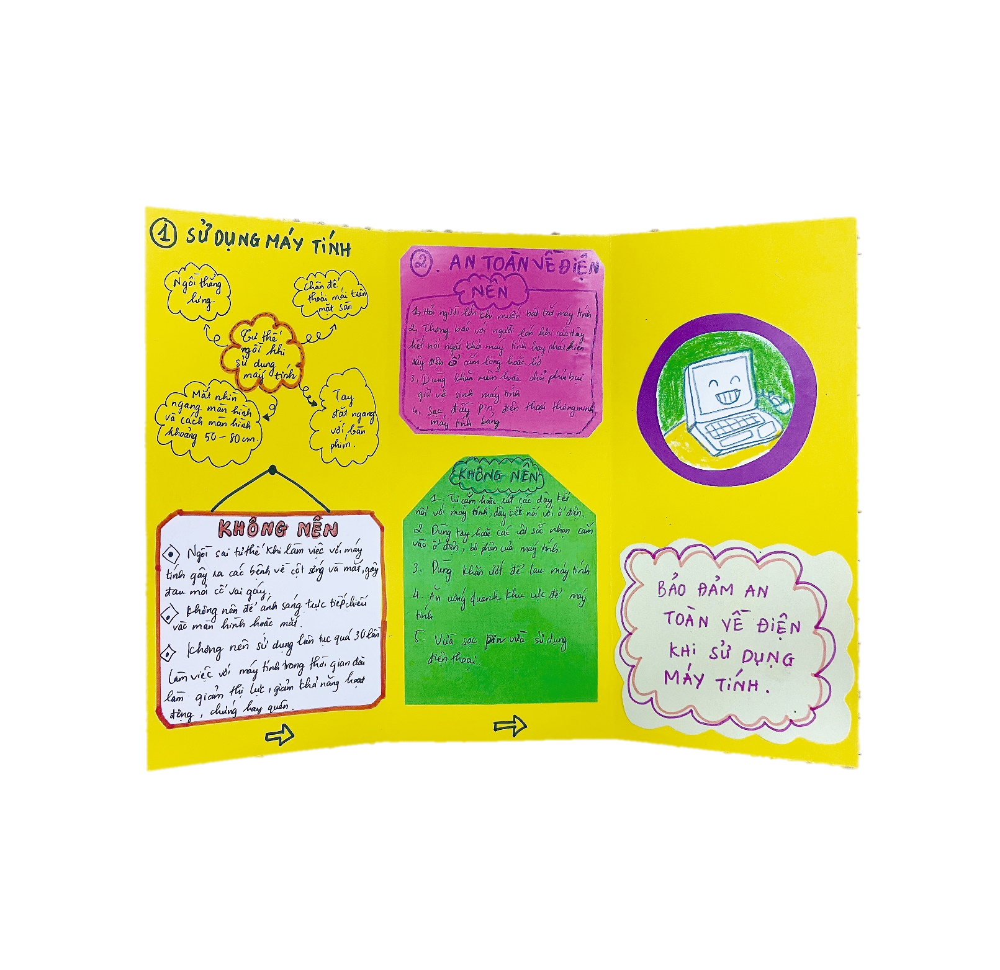 1 SỬ DỤNG MÁY TÍNH
Ngồi thẳng
lưng.
Chân để
thoải mái trên
mặt sàn
Tư thế
ngồi khi
sử dụng
máy tính
Mắt nhìn
ngang màn hình
và cách màn hình
khoảng 50 - 80 cm.
Tay
đặt ngang
với bàn
phím.
KHÔNG NÊN
Ngồi sai tư thế khi làm việc với máy
tính gây ra các bệnh về cột sống và mắt, gây
đau mỏi cổ vai gáy.
Không nên để ánh sáng trực tiếp chiếu
vào màn hình hoặc mắt.
Không nên sử dụng liên tục quá 30 lần
làm việc với máy tính trong thời gian dài
làm giảm thị lực, giảm khả năng hoạt
động, chứng hay quên.
2. AN TOÀN VỀ ĐIỆN
NÊN
1, Hỏi người lớn khi muốn bật tắt máy tính
2, Thông báo với người lớn khi các dây
kết nối ngắt khỏi máy tính hay phát hiện
dây điện ổ cắm lỏng hoặc hở
3, Dùng khăn mềm hoặc chổi phủi bụi
giữ vệ sinh máy tính
4, Sạc đầy pin điện thoại thông minh,
máy tính bảng
KHÔNG NÊN
1. Tự cắm hoặc rút các dây kết
nối với máy tính, dây kết nối với ổ điện.
2. Dùng tay hoặc các vật sắc nhọn cắm
vào ổ điện, bộ phận của máy tính.
3. Dùng khăn ướt để lau máy tính
4. Ăn uống quanh khu vực để máy
tính
5. Vừa sạc pin vừa sử dụng
điện thoại.
BẢO ĐẢM AN
TOÀN VỀ ĐIỆN
KHI SỬ DỤNG
MÁY TÍNH.